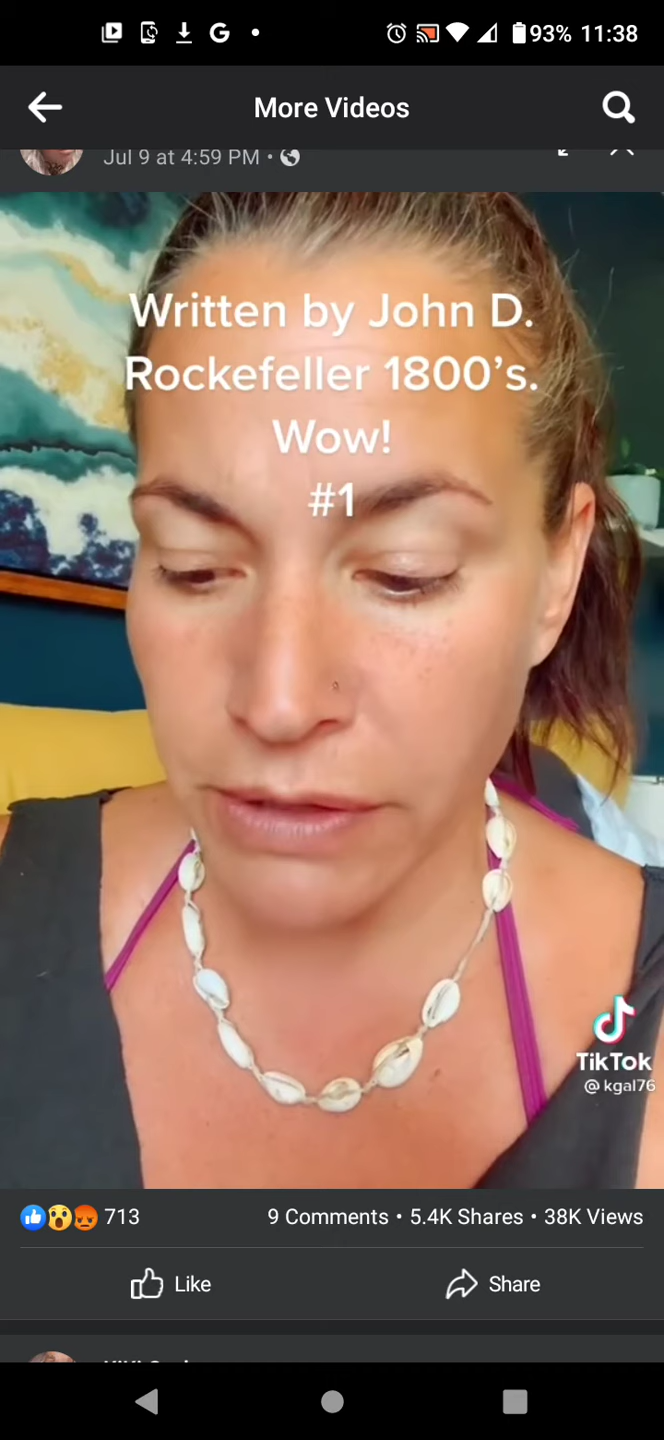 93% 11:38
More Videos
Jul 9 at 4:59 PM •
Written by John D.
Rockefeller 1800's.
Wow!
#1
TikTok
@kgal76
713
9 Comments • 5.4K Shares • 38K Views
Like
Share